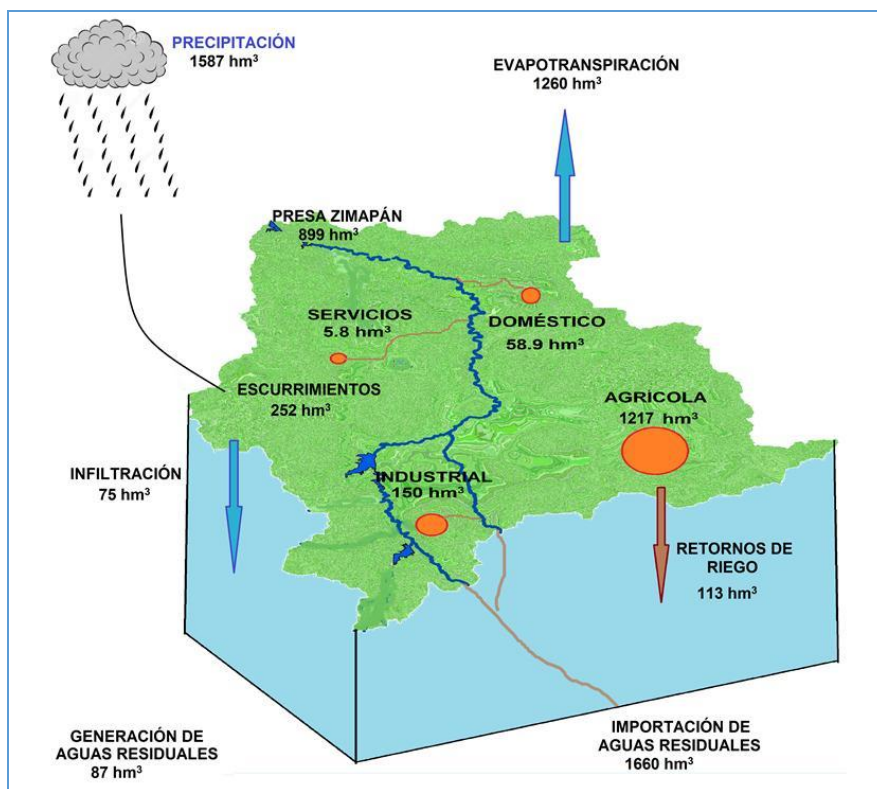 PRECIPITACIÓN
1587 hm³
EVAPOTRANSPIRACIÓN
1260 hm³
PRESA ZIMAPÁN
899 hm³
SERVICIOS
5.8 hm³
DOMÉSTICO
58.9 hm³
ESCURRIMIENTOS
252 hm³
AGRÍCOLA
1217 hm³
INFILTRACIÓN
75 hm³
INDUSTRIAL
150 hm³
RETORNOS DE
RIEGO
113 hm³
GENERACIÓN DE
AGUAS RESIDUALES
87 hm³
IMPORTACIÓN DE
AGUAS RESIDUALES
1660 hm³